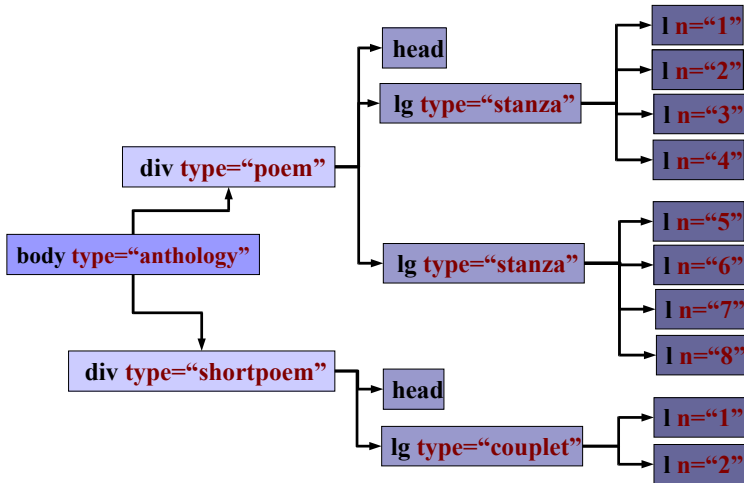 body type=“anthology”
div type=“poem”
head
lg type=“stanza”
l n=“1”
l n=“2”
l n=“3”
l n=“4”
lg type=“stanza”
l n=“5”
l n=“6”
l n=“7”
l n=“8”
div type=“shortpoem”
head
lg type=“couplet”
l n=“1”
l n=“2”